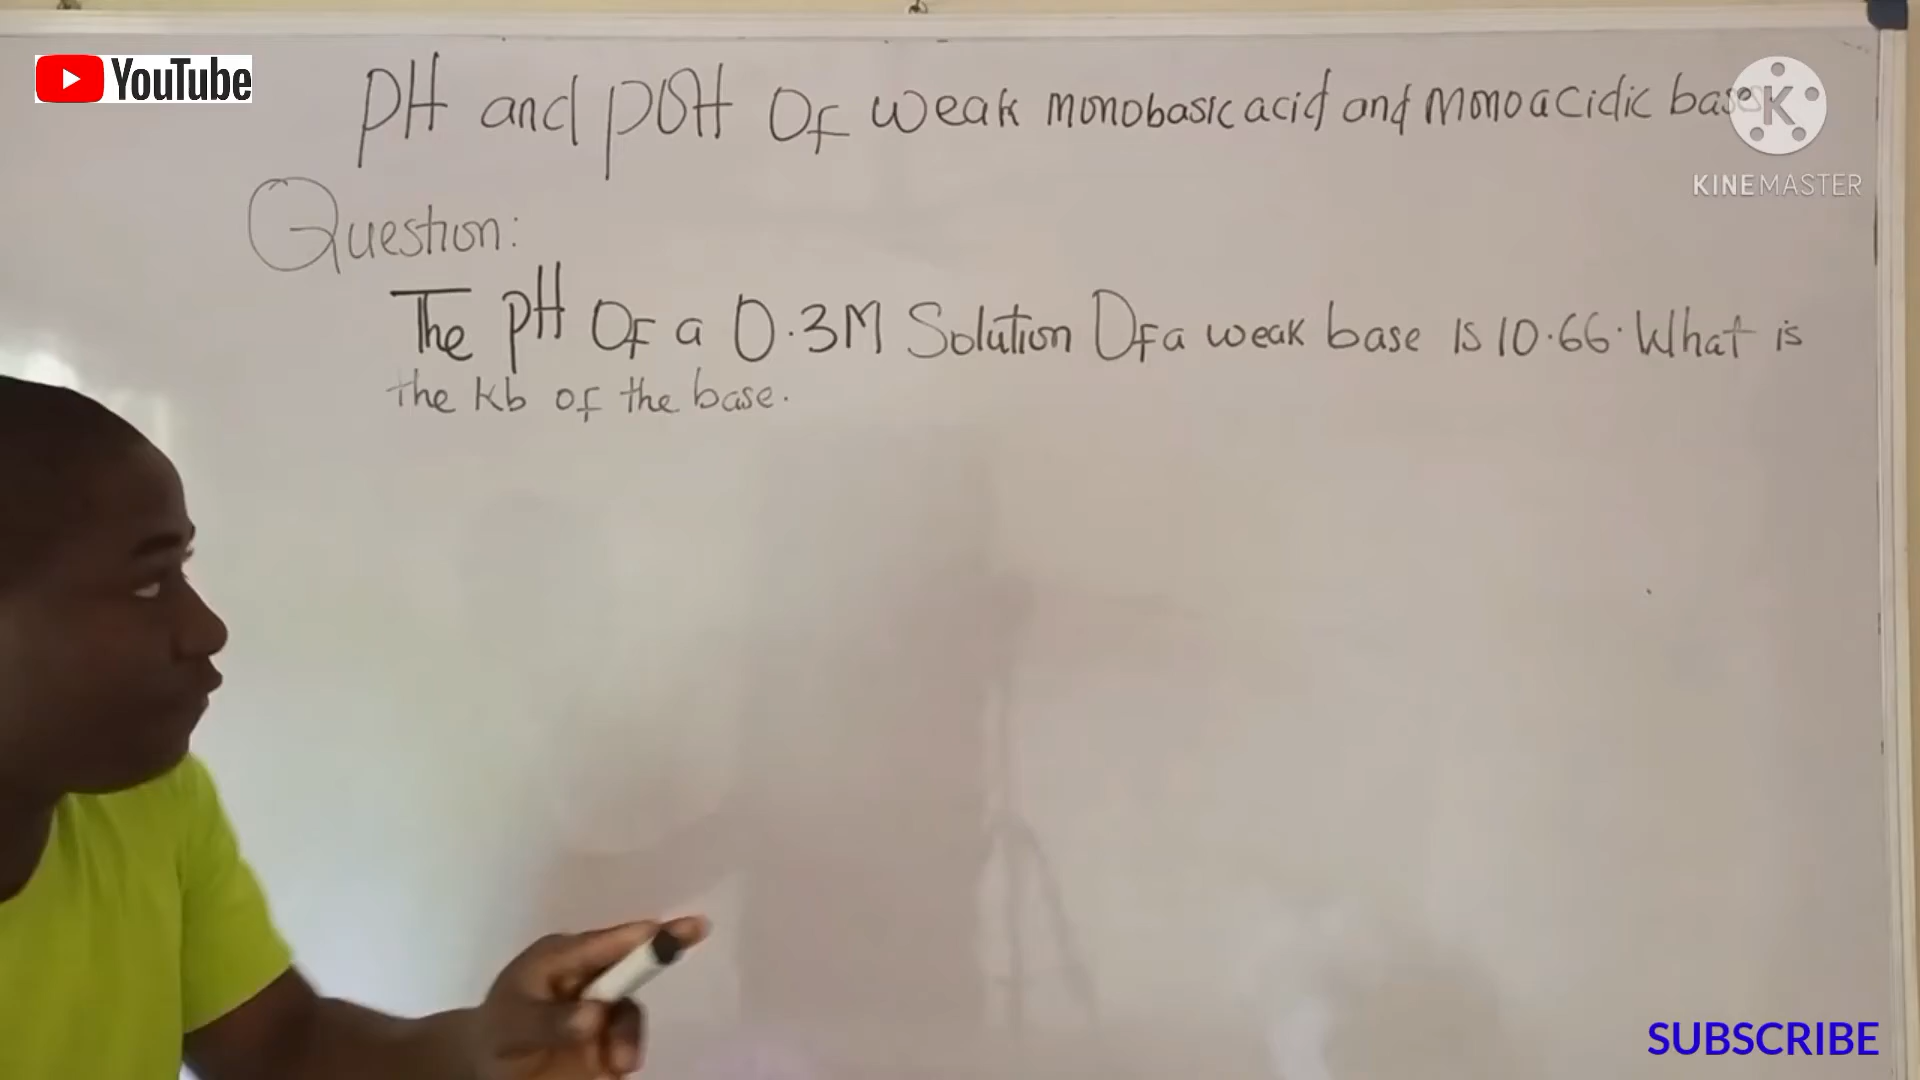 YouTube
pH and pOH Of weak monobasic acid and monoacidic base
KINEMASTER
Question:
The pH Of a 0.3M Solution Of a weak base is 10.66. What is
the kb of the base.
SUBSCRIBE